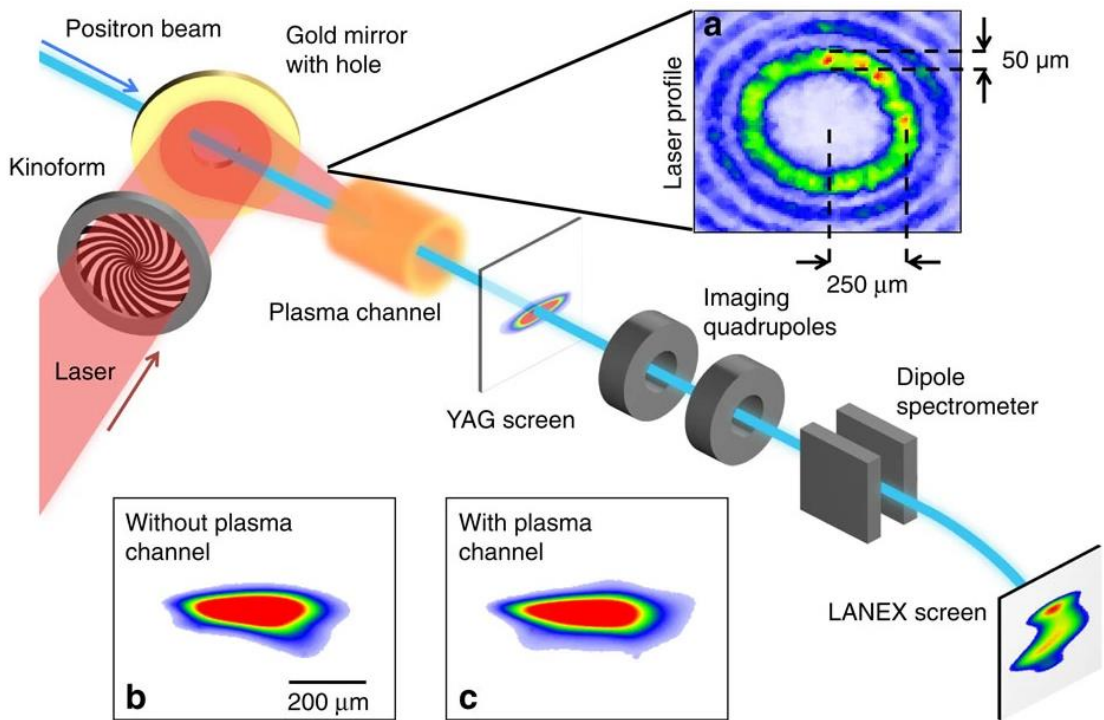 Positron beam
Gold mirror
with hole
Kinoform
Laser
Plasma channel
a
Laser profile
50 μm
250 μm
YAG screen
Imaging
quadrupoles
Dipole
spectrometer
LANEX screen
Without plasma
channel
b
200 μm
With plasma
channel
c